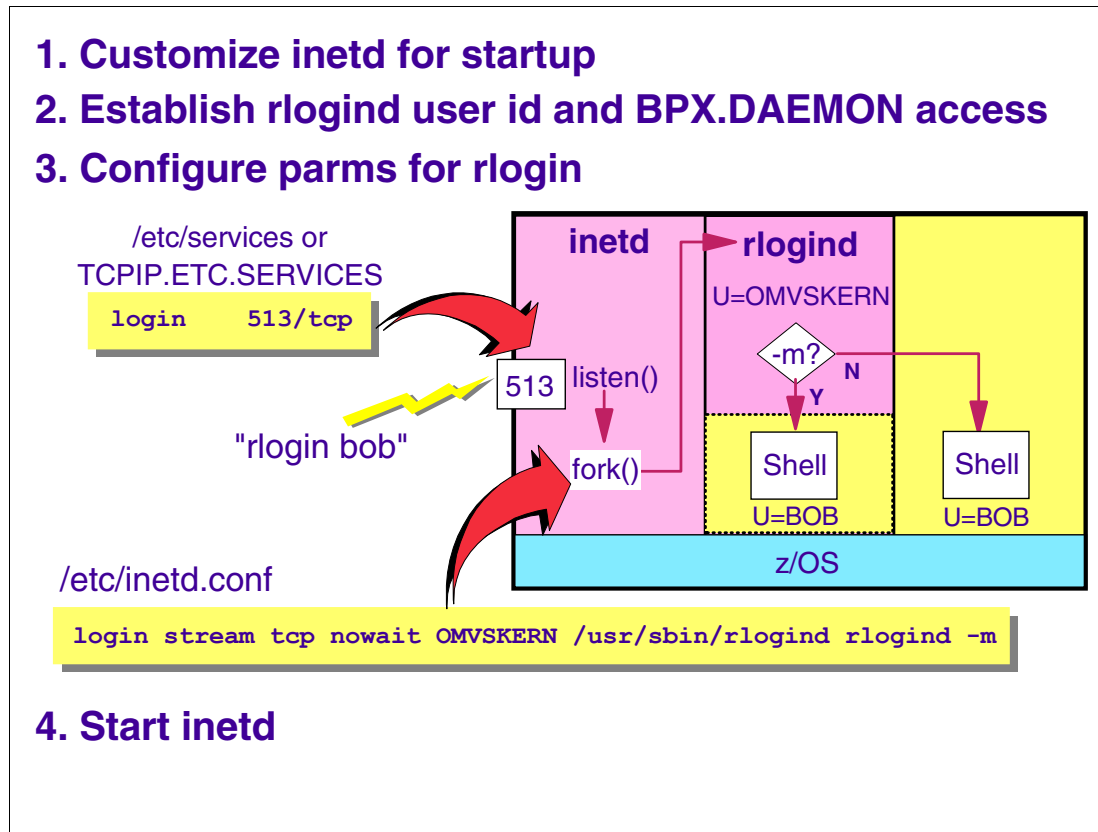 1. Customize inetd for startup
2. Establish rlogind user id and BPX.DAEMON access
3. Configure parms for rlogin
/etc/services or
TCPIP.ETC.SERVICES
login 513/tcp
"rlogin bob"
inetd
513
listen()
fork()
rlogind
U=OMVSKERN
-m?
N
Y
Shell
U=BOB
Shell
U=BOB
z/OS
/etc/inetd.conf
login stream tcp nowait OMVSKERN /usr/sbin/rlogind rlogind -m
4. Start inetd